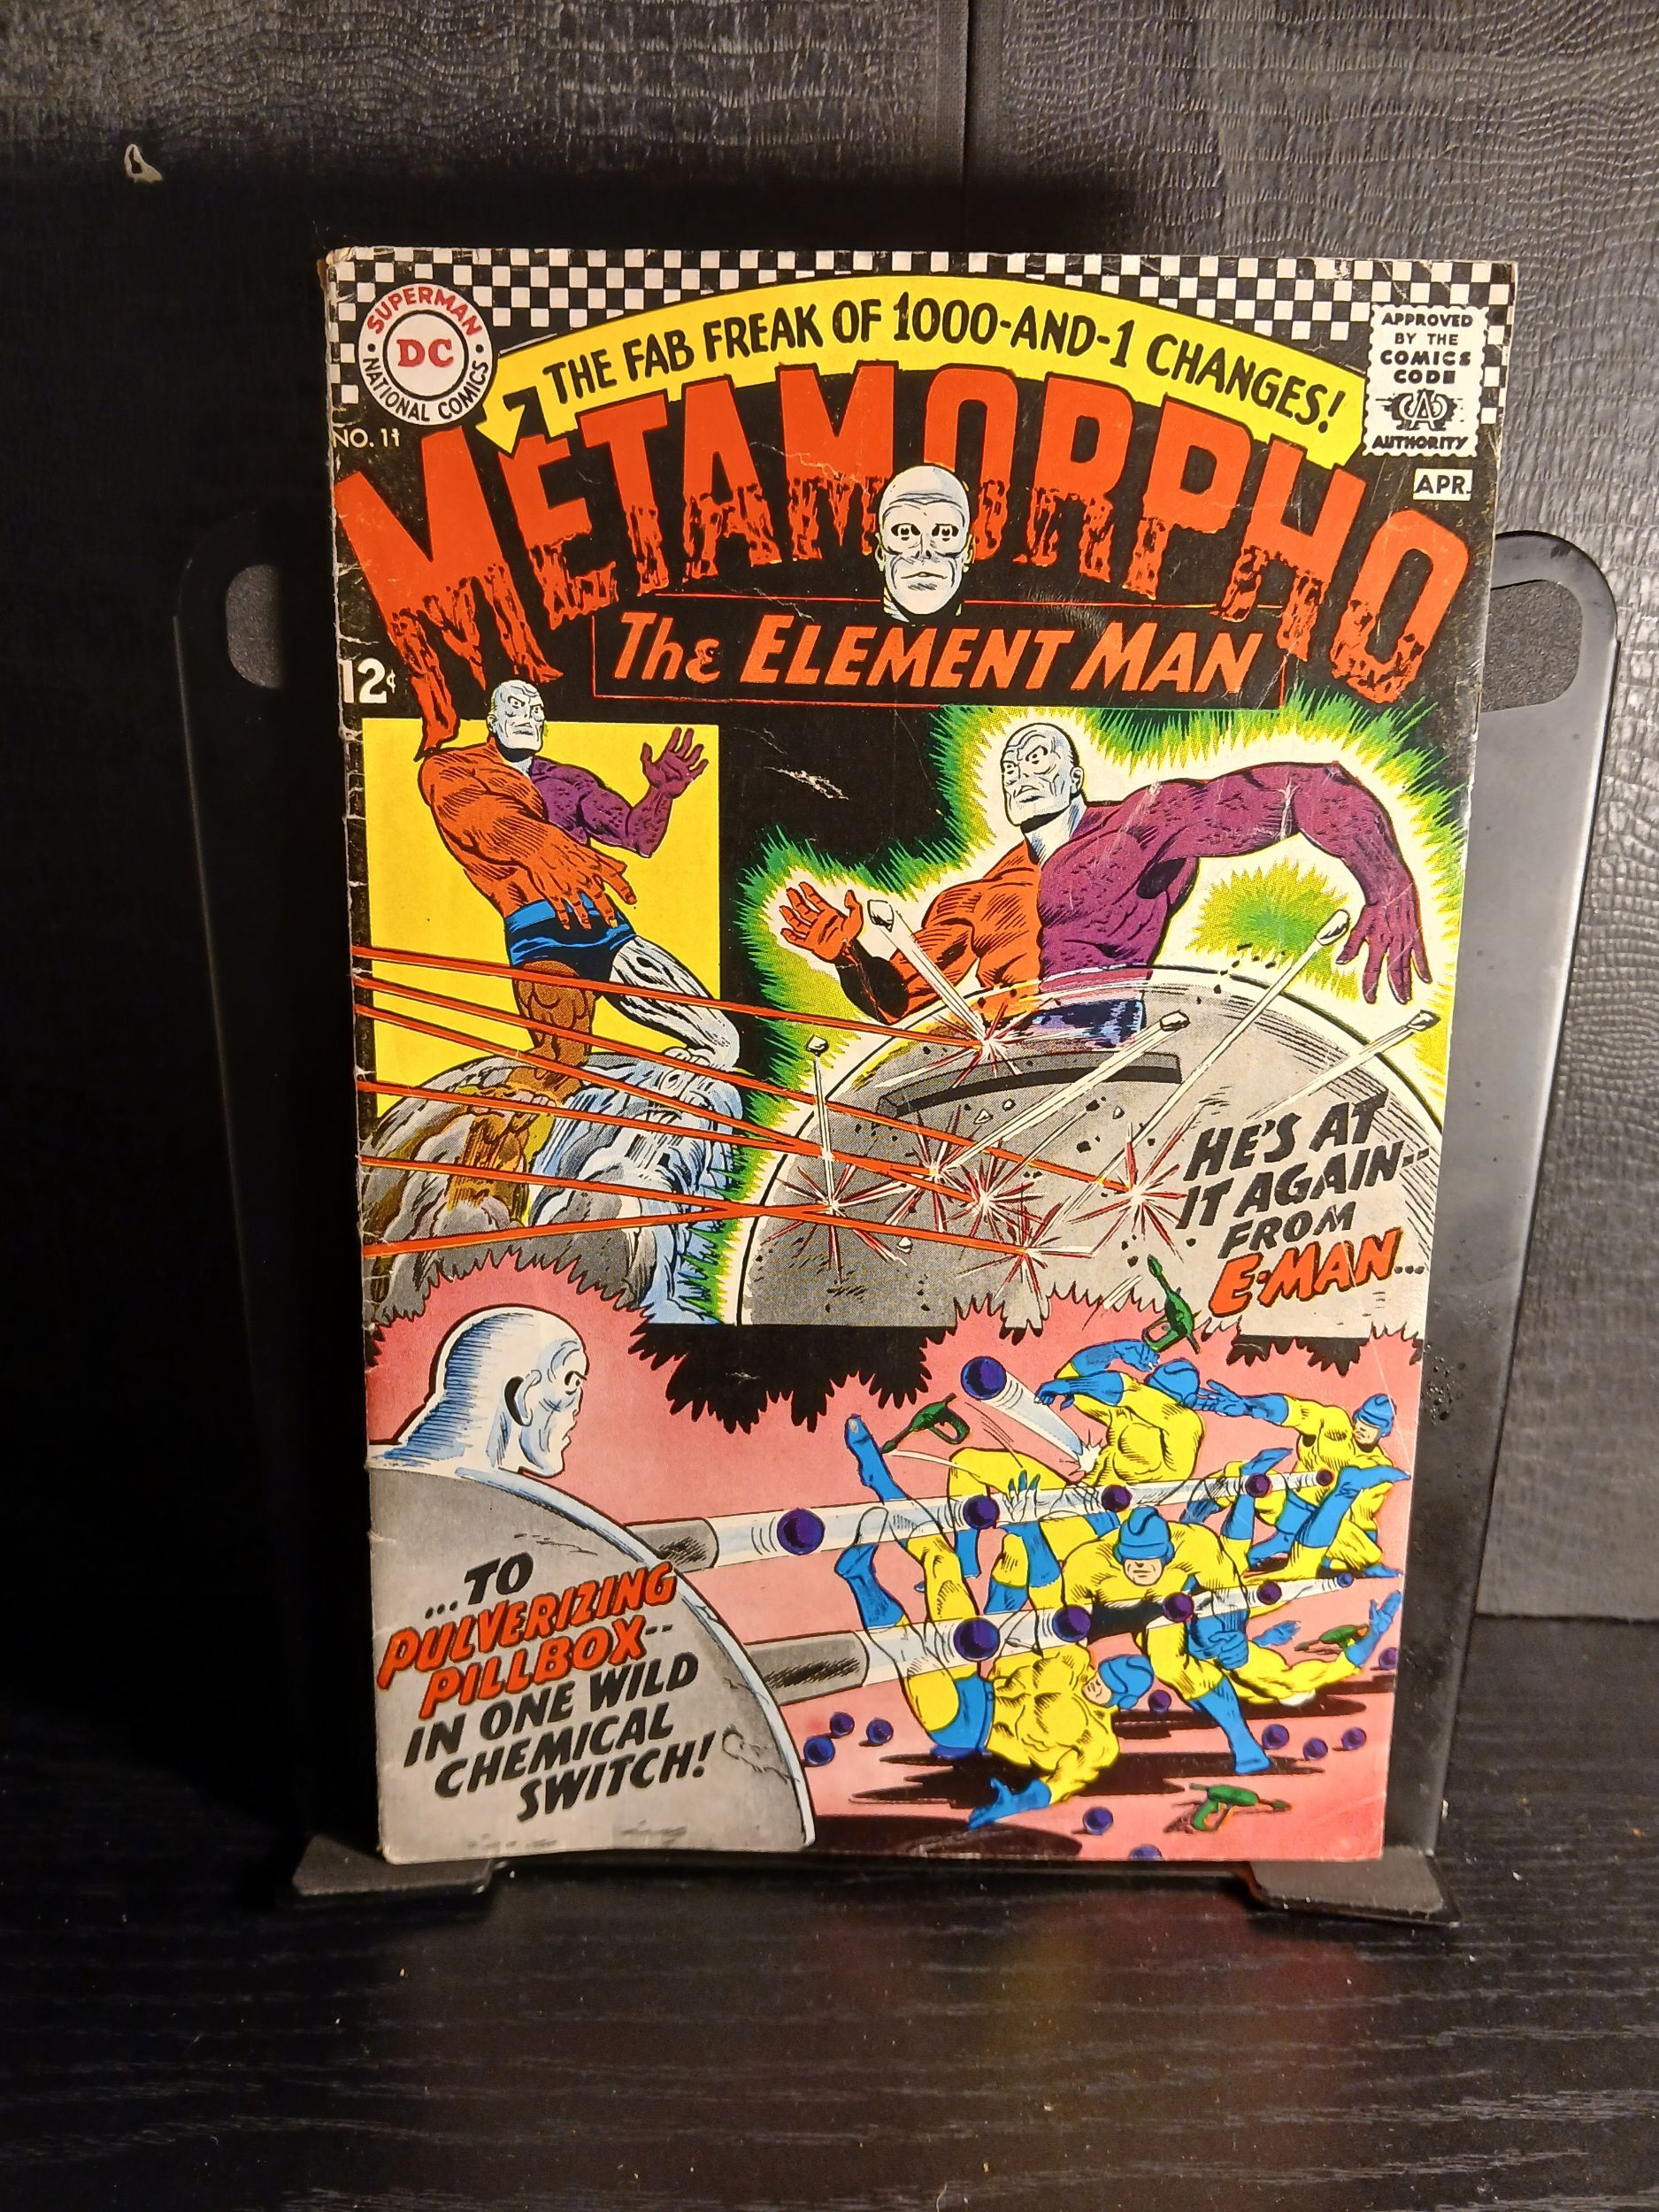 SUPERMAN
DC
NATIONAL COMICS
THE FAB FREAK OF 1000-AND-1 CHANGES!
APPROVED
BY THE
COMICS
CODE
CA
AUTHORITY
NO. 11
APR.
METAMORPHO
The ELEMENT MAN
12¢
HE'S AT
IT AGAIN--
FROM
E-MAN...
...TO
PULVERIZING
PILLBOX--
IN ONE WILD
CHEMICAL
SWITCH!